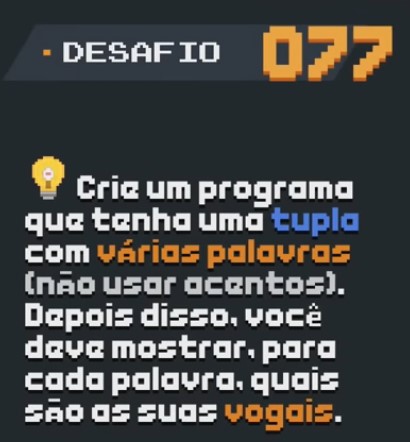 DESAFIO 077
Crie um programa
que tenha uma tupla
com várias palavras
(não usar acentos).
Depois disso, você
deve mostrar, para
cada palavra, quais
são as suas vogais.